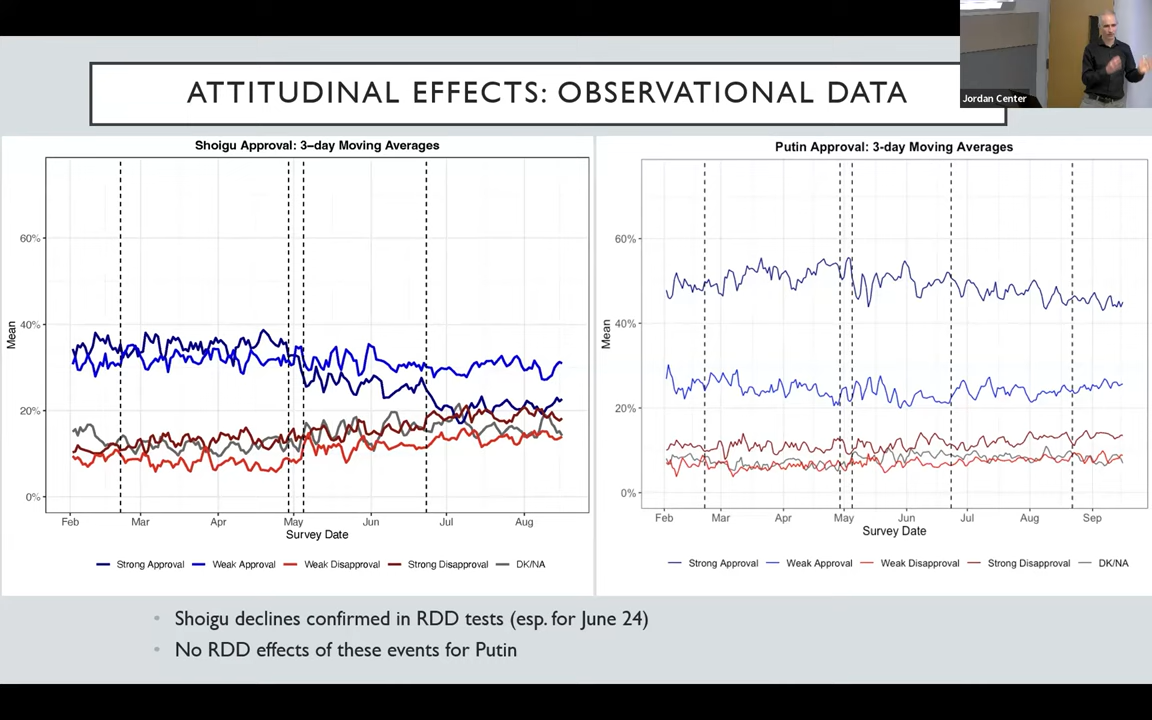 ATTITUDINAL EFFECTS: OBSERVATIONAL DATA
Jordan Center
Shoigu Approval: 3–day Moving Averages
60%
40%
20%
0%
Mean
Feb Mar Apr May Jun Jul Aug
Survey Date
Strong Approval Weak Approval Weak Disapproval Strong Disapproval DK/NA
Putin Approval: 3-day Moving Averages
60%
40%
20%
0%
Mean
Feb Mar Apr May Jun Jul Aug Sep
Survey Date
Strong Approval Weak Approval Weak Disapproval Strong Disapproval DK/NA
• Shoigu declines confirmed in RDD tests (esp. for June 24)
• No RDD effects of these events for Putin